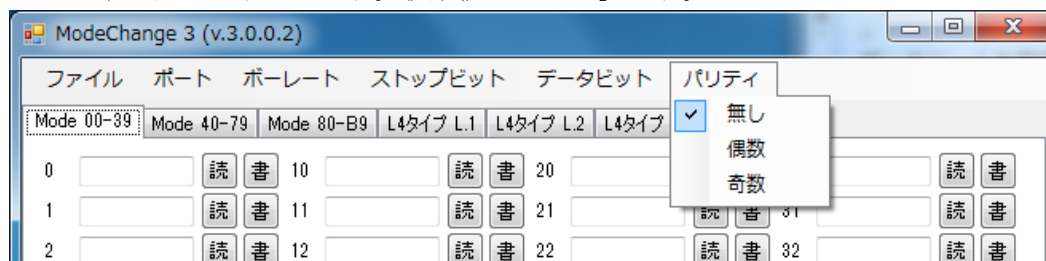 ModeChange 3 (v.3.0.0.2)
ファイル ポート ボーレート ストップビット データビット パリティ
Mode 00-39 Mode 40-79 Mode 80-B9 L4タイプ L.1 L4タイプ L.2 L4タイプ
無し
偶数
奇数
0 読 書 10 読 書 20 読 書
1 読 書 11 読 書 21 読 書 31 読 書
2 読 書 12 読 書 22 読 書 32 読 書